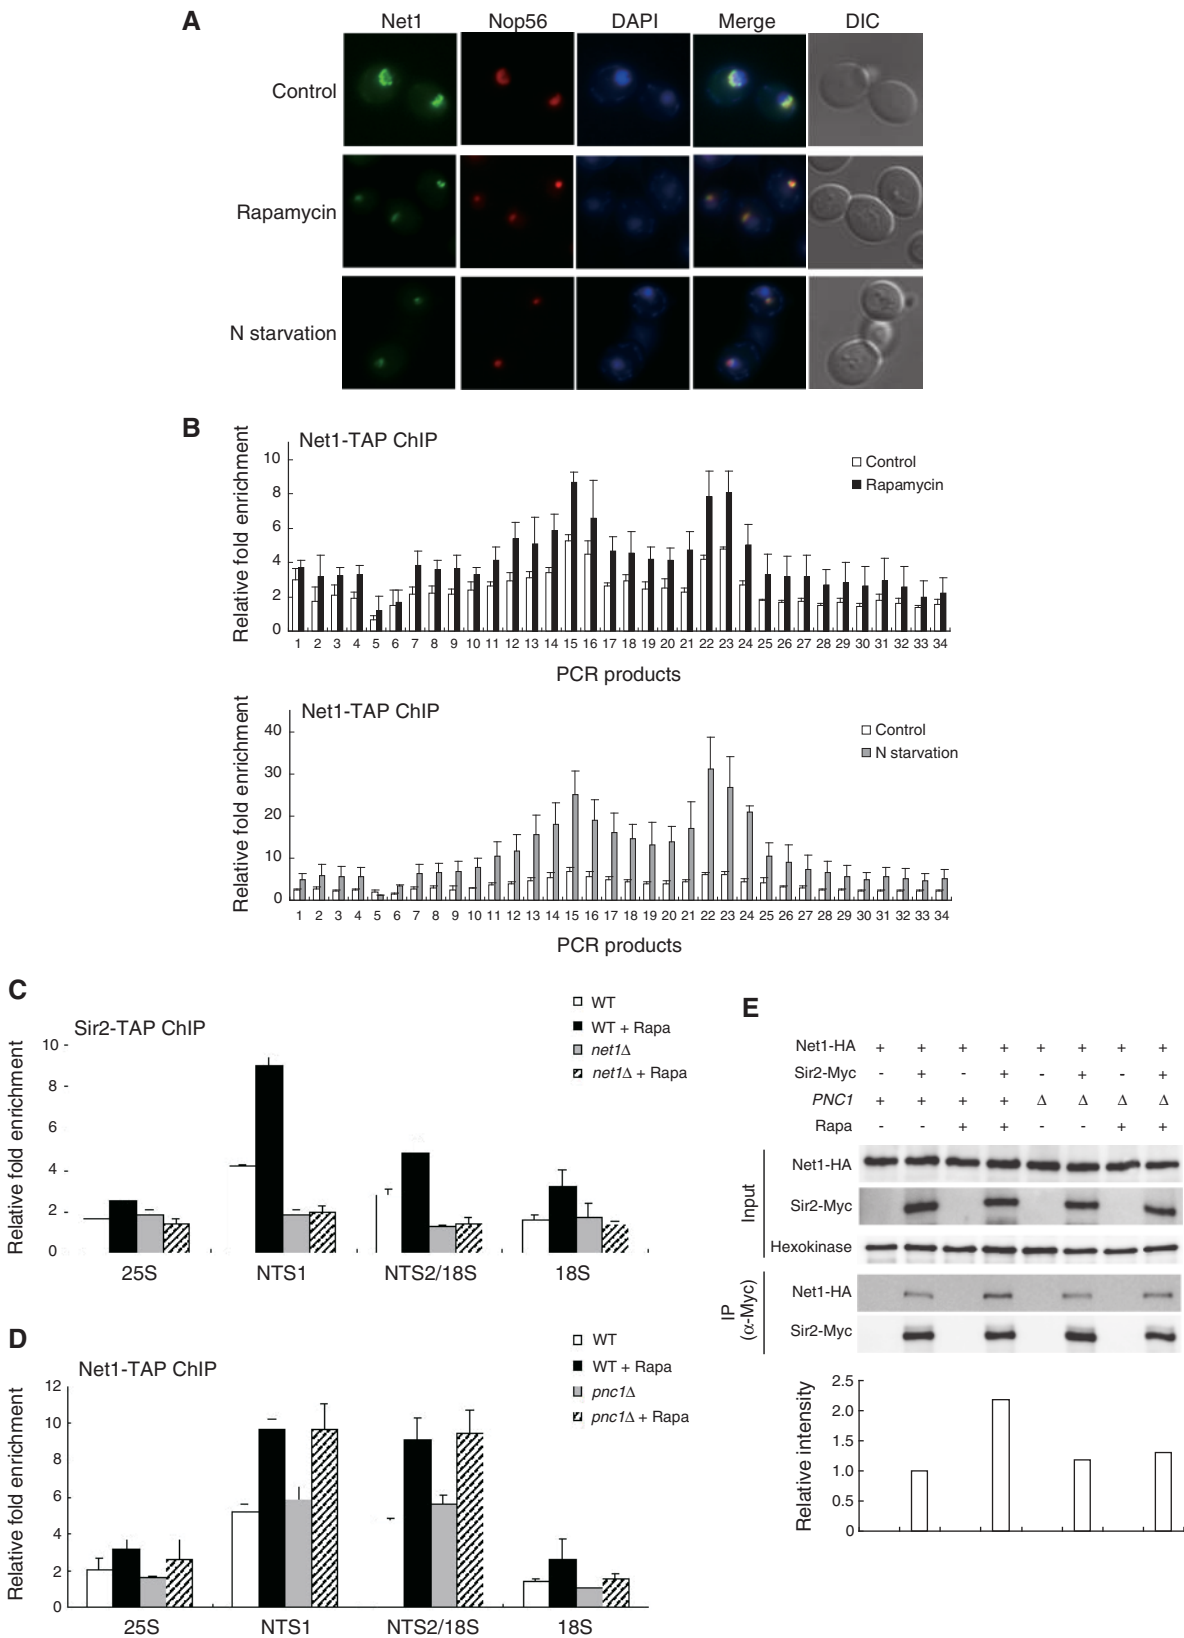 A
Net1 Nop56 DAPI Merge DIC
Control
Rapamycin
N starvation
B
Net1-TAP ChIP
Relative fold enrichment
10
8
6
4
2
0
Control
Rapamycin
1 2 3 4 5 6 7 8 9 10 11 12 13 14 15 16 17 18 19 20 21 22 23 24 25 26 27 28 29 30 31 32 33 34
PCR products
Net1-TAP ChIP
Relative fold enrichment
40
30
20
10
0
Control
N starvation
1 2 3 4 5 6 7 8 9 10 11 12 13 14 15 16 17 18 19 20 21 22 23 24 25 26 27 28 29 30 31 32 33 34
PCR products
C
Sir2-TAP ChIP
Relative fold enrichment
10
8
6
4
2
0
WT
WT + Rapa
net1Δ
net1Δ + Rapa
25S NTS1 NTS2/18S 18S
D
Net1-TAP ChIP
Relative fold enrichment
12
10
8
6
4
2
0
WT
WT + Rapa
pnc1Δ
pnc1Δ + Rapa
25S NTS1 NTS2/18S 18S
E
Net1-HA + + + + + + + +
Sir2-Myc - + - + - + - +
PNC1 + + + + Δ Δ Δ Δ
Rapa - - + + - - + +
Input
Net1-HA
Sir2-Myc
Hexokinase
IP
(α-Myc)
Net1-HA
Sir2-Myc
Relative intensity
2.5
2.0
1.5
1.0
0.5
0